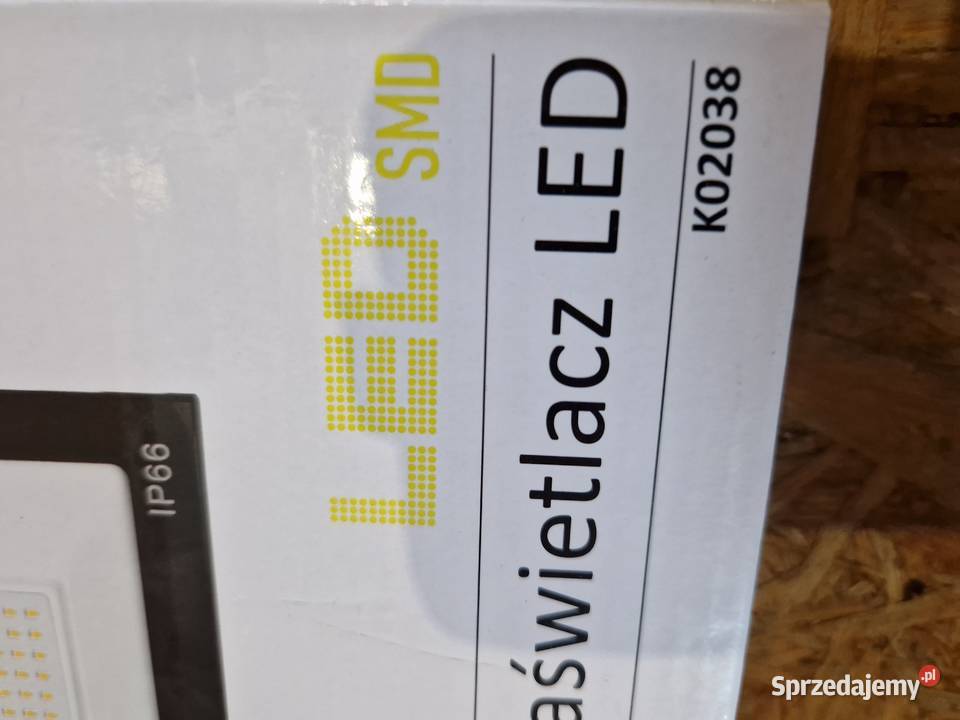 LED SMD
aświetlacz LED
K02038
IP66
Sprzedajemy.pl